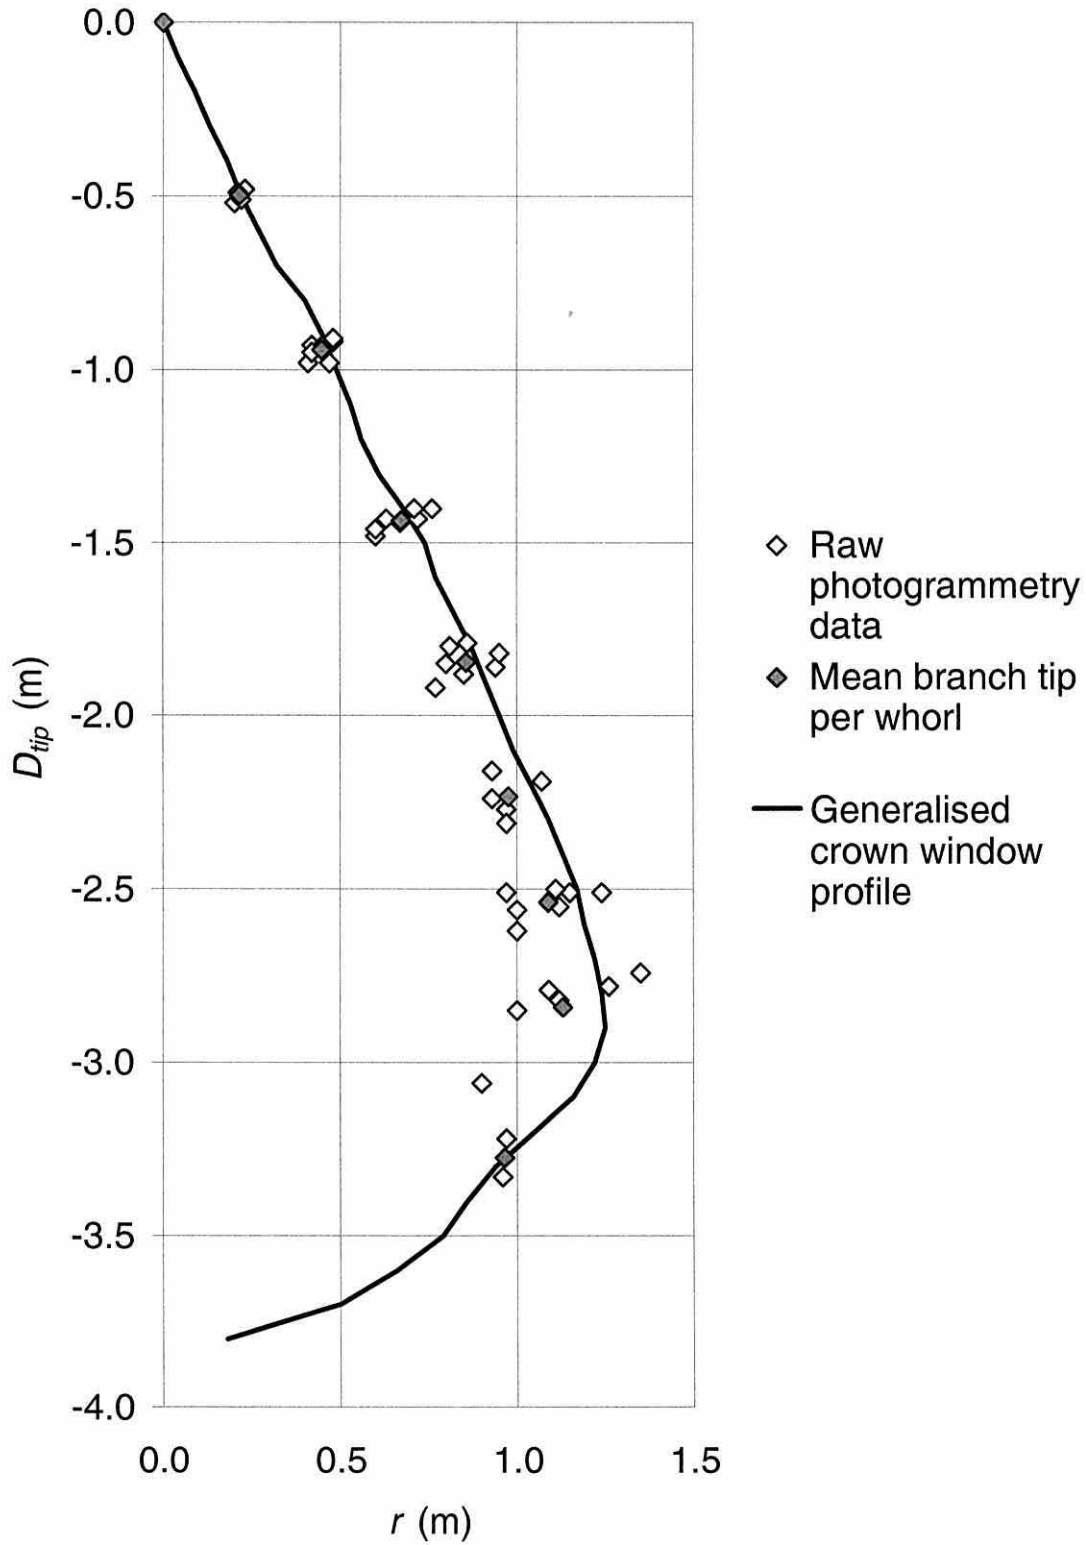 0.0
-0.5
-1.0
-1.5
-2.0
-2.5
-3.0
-3.5
-4.0
D_tip (m)
0.0 0.5 1.0 1.5
r (m)
Raw
photogrammetry
data
Mean branch tip
per whorl
Generalised
crown window
profile